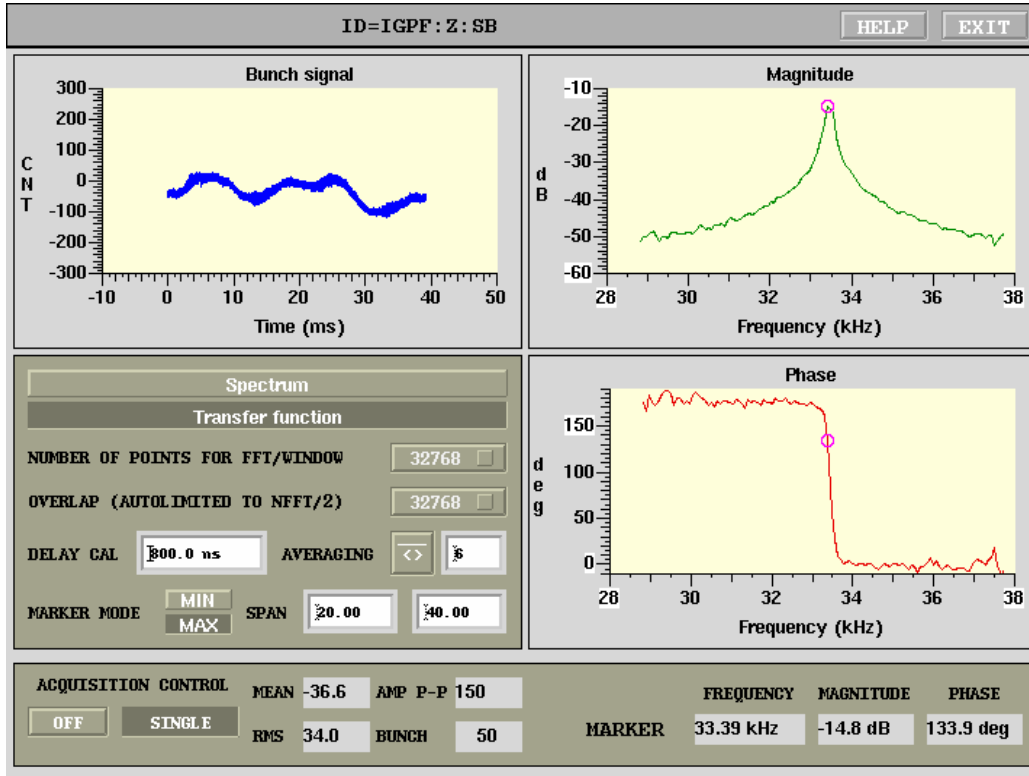 ID=IGPF:Z:SB HELP EXIT
Bunch signal
300
200
100
0
-100
-200
-300
CNT
-10 0 10 20 30 40 50
Time (ms)
Magnitude
-10
-20
-30
-40
-50
-60
dB
28 30 32 34 36 38
Frequency (kHz)
Spectrum
Transfer function
NUMBER OF POINTS FOR FFT/WINDOW 32768
OVERLAP (AUTOLIMITED TO NFFT/2) 32768
DELAY CAL 800.0 ns AVERAGING <> 6
MARKER MODE MIN MAX SPAN 20.00 40.00
Phase
150
100
50
0
deg
28 30 32 34 36 38
Frequency (kHz)
ACQUISITION CONTROL
OFF SINGLE
MEAN -36.6 AMP P-P 150
RMS 34.0 BUNCH 50
FREQUENCY MAGNITUDE PHASE
MARKER 33.39 kHz -14.8 dB 133.9 deg